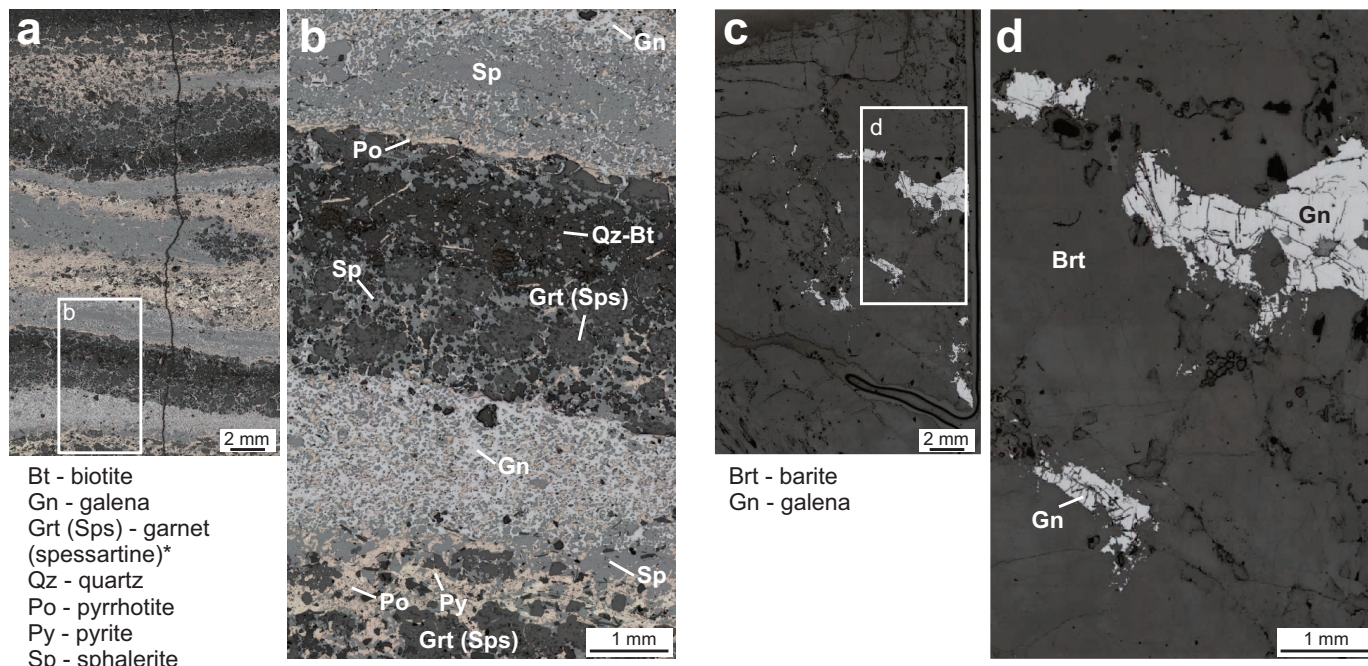 a
b
2 mm
Bt - biotite
Gn - galena
Grt (Sps) - garnet
(spessartine)*
Qz - quartz
Po - pyrrhotite
Py - pyrite
Sp - sphalerite
b
Gn
Sp
Po
Qz-Bt
Sp
Grt (Sps)
Gn
Sp
Po
Py
Grt (Sps)
1 mm
c
d
2 mm
Brt - barite
Gn - galena
d
Gn
Brt
Gn
1 mm